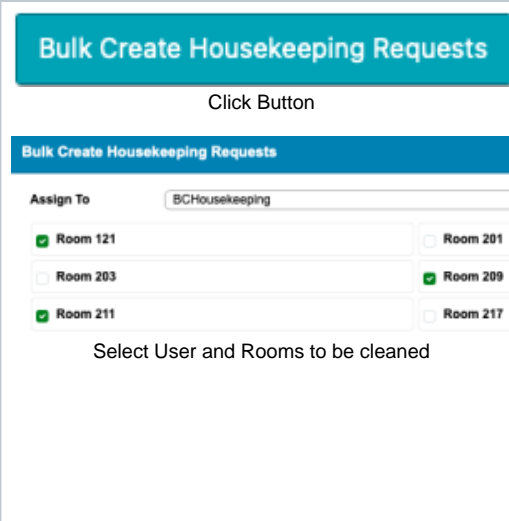 Bulk Create Housekeeping Requests
Click Button
Bulk Create Housekeeping Requests
Assign To BCHousekeeping
Room 121 Room 201
Room 203 Room 209
Room 211 Room 217
Select User and Rooms to be cleaned